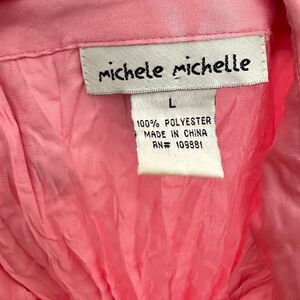 michele michelle
L
100% POLYESTER
MADE IN CHINA
RN# 109881